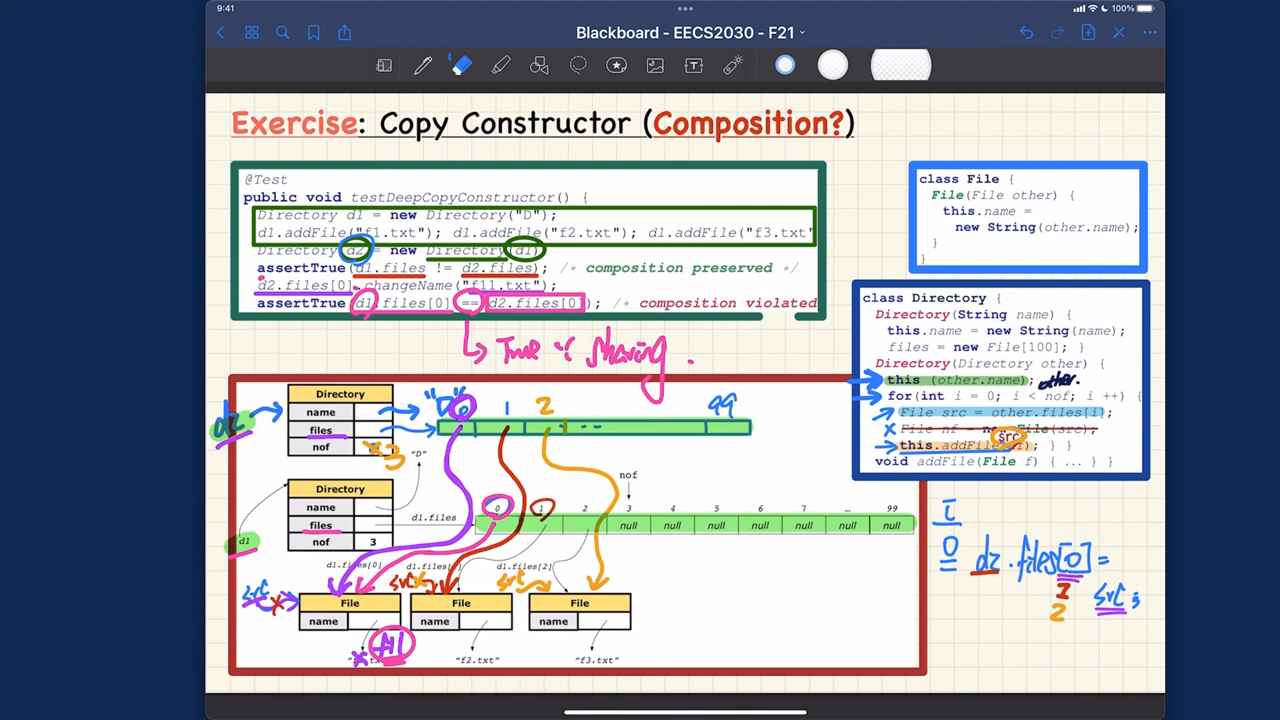 9:41
100%
Blackboard - EECS2030 - F21
Exercise: Copy Constructor (Composition?)
@Test
public void testDeepCopyConstructor() {
Directory d1 = new Directory("D");
d1.addFile("f1.txt"); d1.addFile("f2.txt"); d1.addFile("f3.txt"
Directory d2 = new Directory(d1)
assertTrue(d1.files != d2.files); /* composition preserved */
d2.files[0].changeName("f11.txt");
assertTrue(d1.files[0] == d2.files[0]); /* composition violated
True ∵ sharing.
class File {
File(File other) {
this.name =
new String(other.name);
}
}
class Directory {
Directory(String name) {
this.name = new String(name);
files = new File[100]; }
Directory(Directory other) {
this (other.name); other.
for(int i = 0; i < nof; i ++) {
File src = other.files[i];
File nf = new File(src);
src
this.addFile(); } }
void addFile(File f) { ... } }
d2
Directory
name
files
nof
3
"D"
0 1 2 99
"D"
nof
d1
Directory
name
files
nof 3
d1.files
0 1 2 3 4 5 6 7 ... 99
null null null null null null null
d1.files[0] d1.files[2]
src src src
File File File
name name name
f11
"f2.txt" "f3.txt"
i
0 d2.files[0] =
1 src;
2